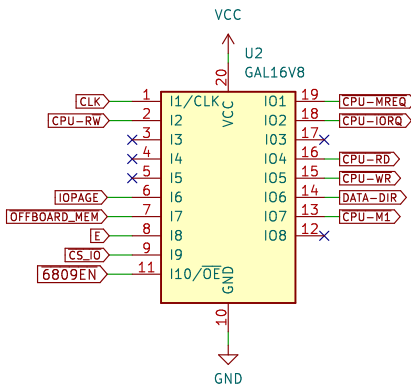 VCC
U2
GAL16V8
20
VCC
CLK 1 I1/CLK IO1 19 CPU-MREQ
CPU-RW 2 I2 IO2 18 CPU-IORQ
3 I3 IO3 17
4 I4 IO4 16 CPU-RD
5 I5 IO5 15 CPU-WR
IOPAGE 6 I6 IO6 14 DATA-DIR
OFFBOARD_MEM 7 I7 IO7 13 CPU-M1
E 8 I8 IO8 12
CS_IO 9 I9
6809EN 11 I10/OE
GND
10
GND